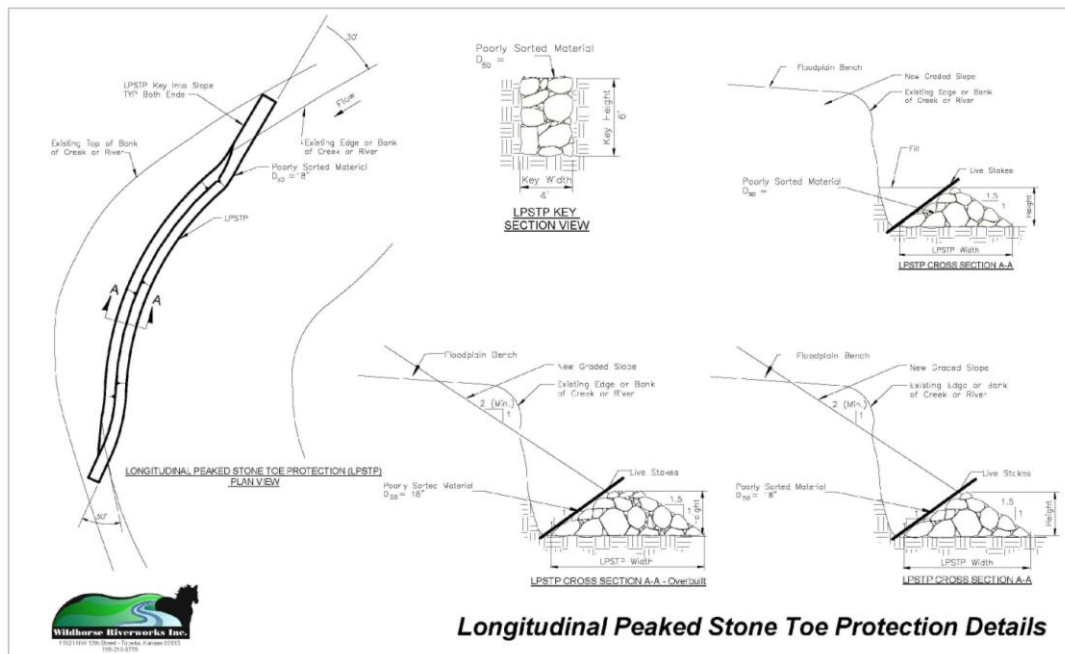 30'
LPSTP Key Into Slope
TYP Both Ends
Flow
Existing Top of Bank
of Creek or River
Existing Edge or Bank
of Creek or River
Poorly Sorted Material
D50 = 18"
LPSTP
A
A
LONGITUDINAL PEAKED STONE TOE PROTECTION (LPSTP)
PLAN VIEW
Poorly Sorted Material
D50 =
Key Height
6'
Key Width
4'
LPSTP KEY
SECTION VIEW
Floodplain Bench
New Graded Slope
Existing Edge or Bank
of Creek or River
Fill
Live Stakes
Poorly Sorted Material
D50 =
1.5
1
Height
LPSTP Width
LPSTP CROSS SECTION A-A
Floodplain Bench
New Graded Slope
Existing Edge or Bank
of Creek or River
2 (Min.)
1
Live Stakes
Poorly Sorted Material
D50 = 18"
1.5
1
1
Height
LPSTP Width
LPSTP CROSS SECTION A-A - Overbuilt
Floodplain Bench
New Graded Slope
Existing Edge or Bank
of Creek or River
2 (Min.)
1
Live Stakes
Poorly Sorted Material
D50 = 18"
1.5
1
1
Height
LPSTP Width
LPSTP CROSS SECTION A-A
Wildhorse Riverworks Inc.
Street - Topeka, Kansas
Longitudinal Peaked Stone Toe Protection Details